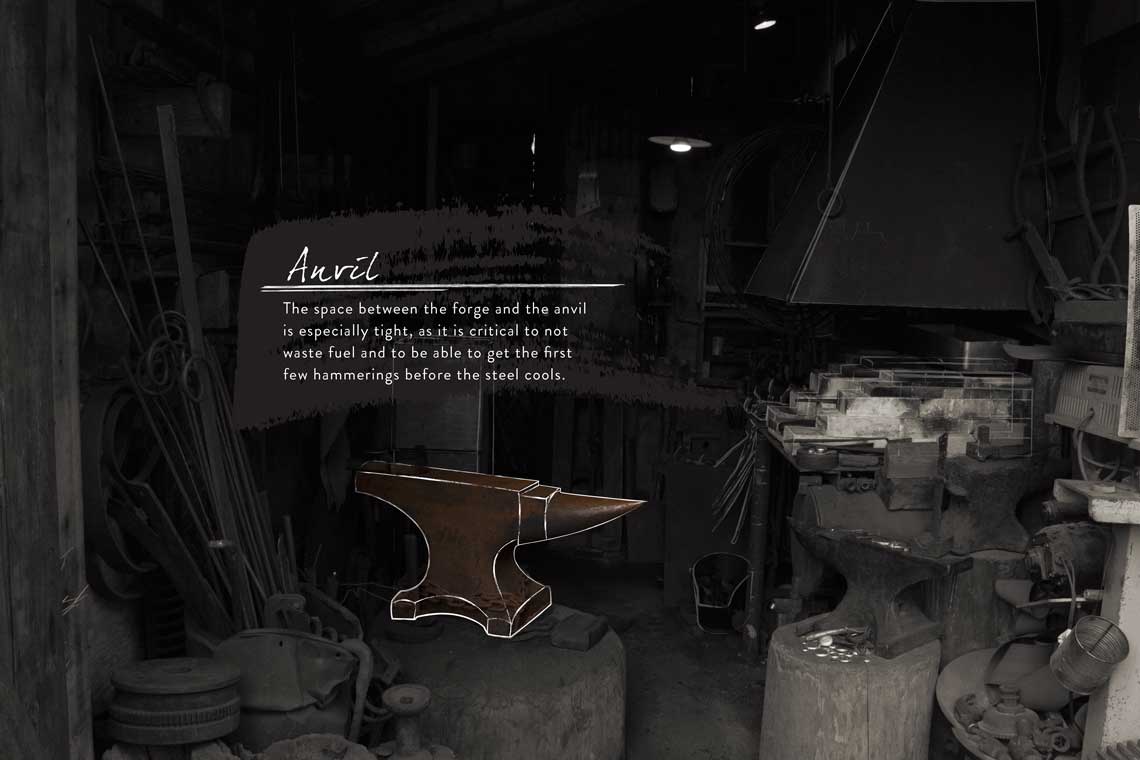 Anvil
The space between the forge and the anvil
is especially tight, as it is critical to not
waste fuel and to be able to get the first
few hammerings before the steel cools.